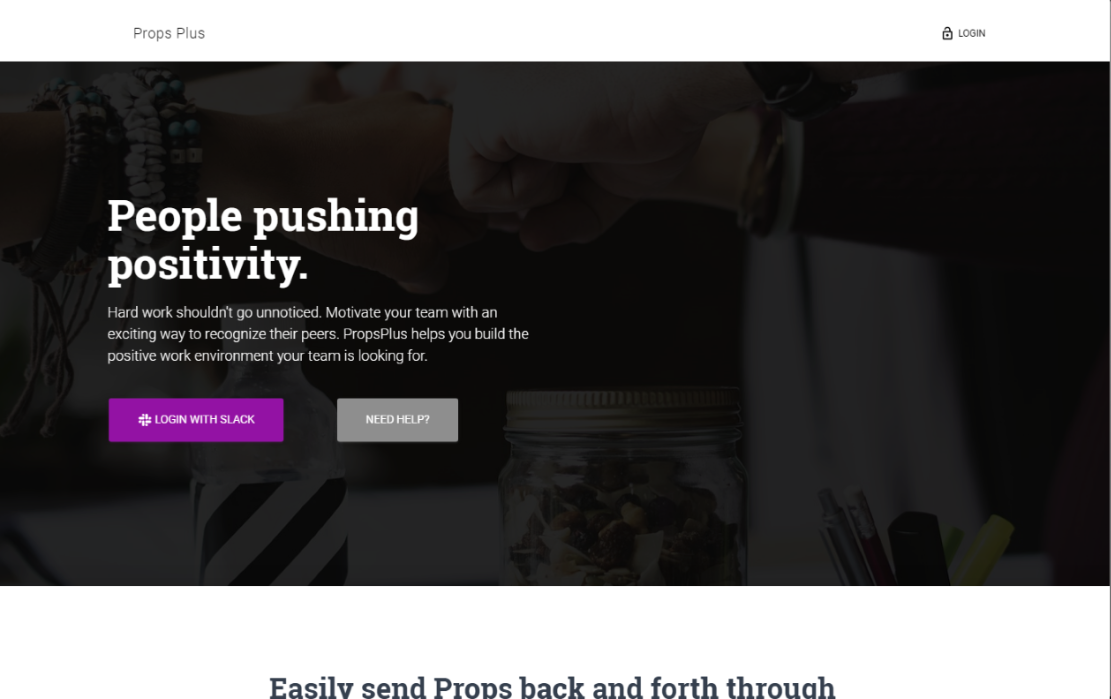 Props Plus
LOGIN
People pushing
positivity.
Hard work shouldn't go unnoticed. Motivate your team with an
exciting way to recognize their peers. PropsPlus helps you build the
positive work environment your team is looking for.
LOGIN WITH SLACK
NEED HELP?
Easily send Props back and forth through